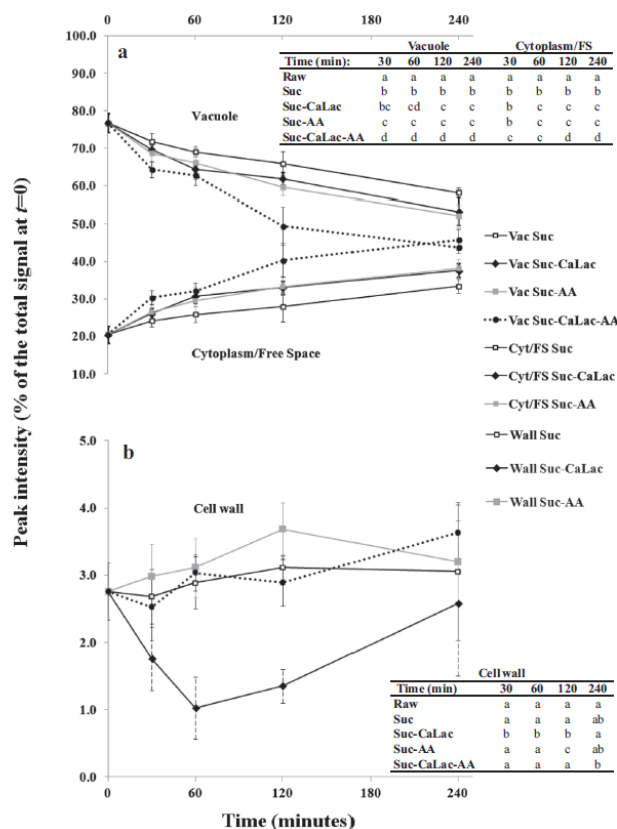 0 60 120 180 240
100.0
a
Vacuole Cytoplasm/FS
Time (min): 30 60 120 240 30 60 120 240
Raw a a a a a a a a
Suc b b b b b b b b
Suc-CaLac bc cd c c b c c c
Suc-AA c c c c b c c c
Suc-CaLac-AA d d d d c c d d
90.0
80.0
Vacuole
70.0
60.0
50.0
40.0
30.0
20.0
Cytoplasm/Free Space
10.0
Vac Suc
Vac Suc-CaLac
Vac Suc-AA
Vac Suc-CaLac-AA
Cyt/FS Suc
Cyt/FS Suc-CaLac
Cyt/FS Suc-AA
Wall Suc
Wall Suc-CaLac
Wall Suc-AA
Peak intensity (% of the total signal at t=0)
b
5.0
Cell wall
4.0
3.0
2.0
1.0
0.0
Cell wall
Time (min) 30 60 120 240
Raw a a a a
Suc a a a ab
Suc-CaLac b b b a
Suc-AA a a c ab
Suc-CaLac-AA a a a b
0 60 120 180 240
Time (minutes)